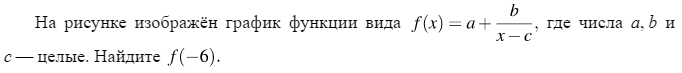 На рисунке изображён график функции вида f(x) = a + b/(x − c), где числа a, b и
c — целые. Найдите f(−6).